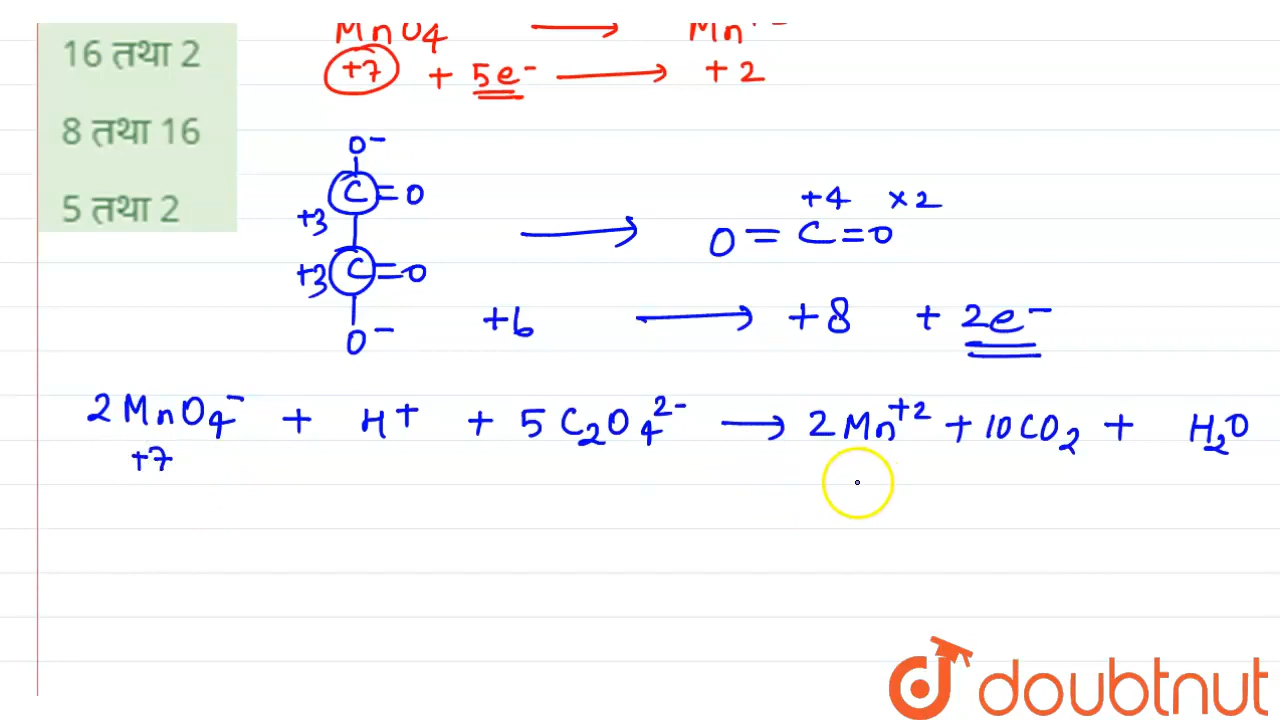 MnO4 ⟶ Mn
16 तथा 2
+7 + 5e⁻ ⟶ +2
8 तथा 16
5 तथा 2
O⁻
+3 C=O
+3 C=O
O⁻
⟶
+4 ×2
O=C=O
+6 ⟶ +8 + 2e⁻
2MnO4⁻ + H⁺ + 5C2O4²⁻ ⟶ 2Mn⁺² + 10CO2 + H2O
+7
doubtnut